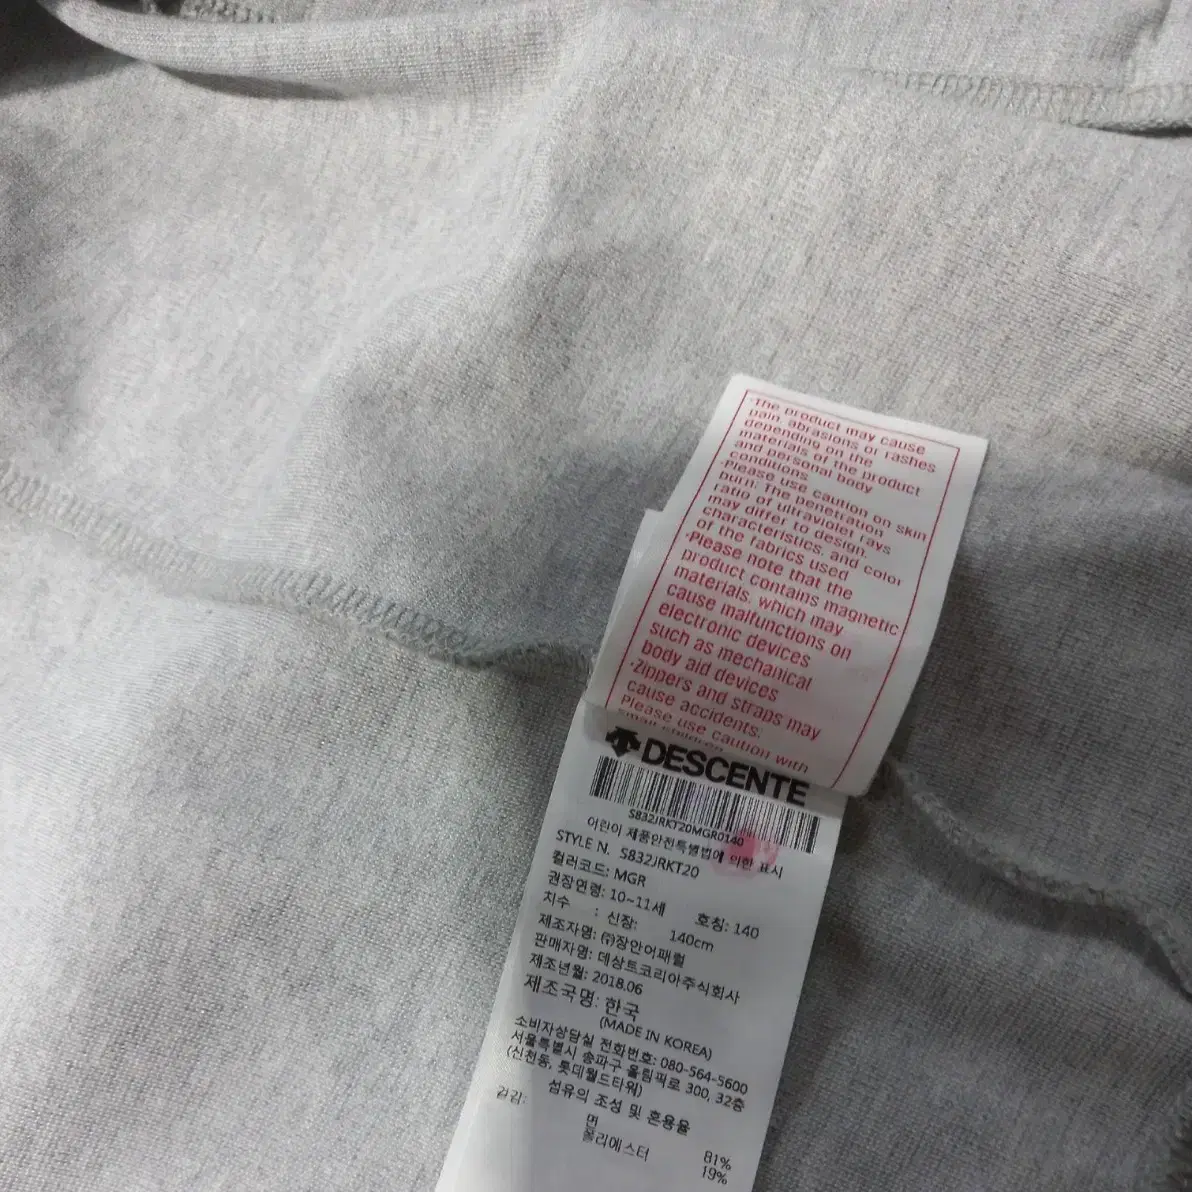 ·The product may cause
pain, abrasions or rashes
depending on the
materials of the product
and personal body
conditions
·Please use caution on skin
burn: The penetration
ratio of ultraviolet rays
may differ to design,
characteristics, and color
of the fabrics used
·Please note that the
product contains magnetic
materials, which may
cause malfunctions on
electronic devices
such as mechanical
body aid devices
·Zippers and straps may
cause accidents:
Please use caution with
small children
DESCENTE
S832JRKT20MGR0140
어린이 제품안전특별법에 의한 표시
STYLE N. S832JRKT20
컬러코드: MGR
권장연령: 10~11세 호칭: 140
치수 : 신장: 140cm
제조자명: ㈜장안어패럴
판매자명: 데상트코리아주식회사
제조년월: 2018.06
제조국명: 한국
(MADE IN KOREA)
소비자상담실 전화번호: 080-564-5600
서울특별시 송파구 올림픽로 300, 32층
(신천동, 롯데월드타워)
섬유의 조성 및 혼용율
겉감:
면 81%
폴리에스터 19%